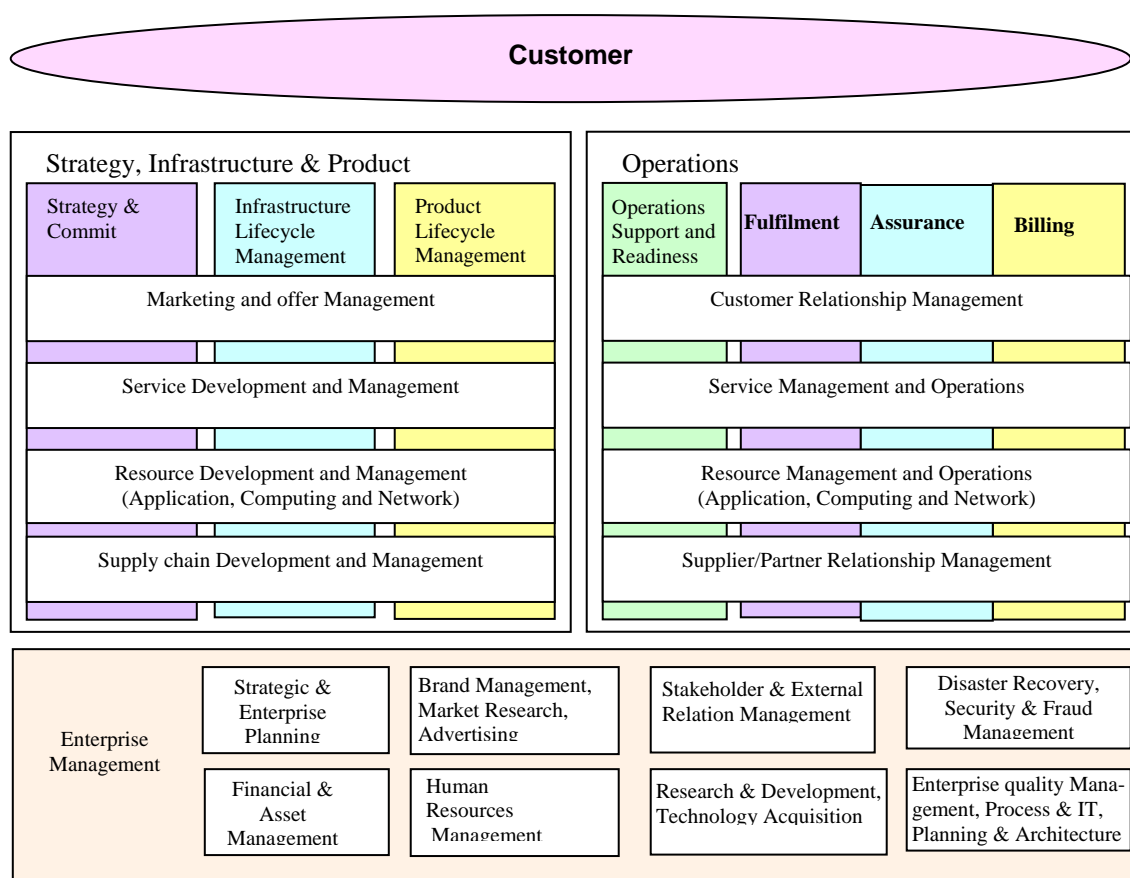 Customer
Strategy, Infrastructure & Product
Strategy &
Commit
Infrastructure
Lifecycle
Management
Product
Lifecycle
Management
Marketing and offer Management
Service Development and Management
Resource Development and Management
(Application, Computing and Network)
Supply chain Development and Management
Operations
Operations
Support and
Readiness
Fulfilment
Assurance
Billing
Customer Relationship Management
Service Management and Operations
Resource Management and Operations
(Application, Computing and Network)
Supplier/Partner Relationship Management
Enterprise
Management
Strategic &
Enterprise
Planning
Brand Management,
Market Research,
Advertising
Stakeholder & External
Relation Management
Disaster Recovery,
Security & Fraud
Management
Financial &
Asset
Management
Human
Resources
Management
Research & Development,
Technology Acquisition
Enterprise quality Mana-
gement, Process & IT,
Planning & Architecture